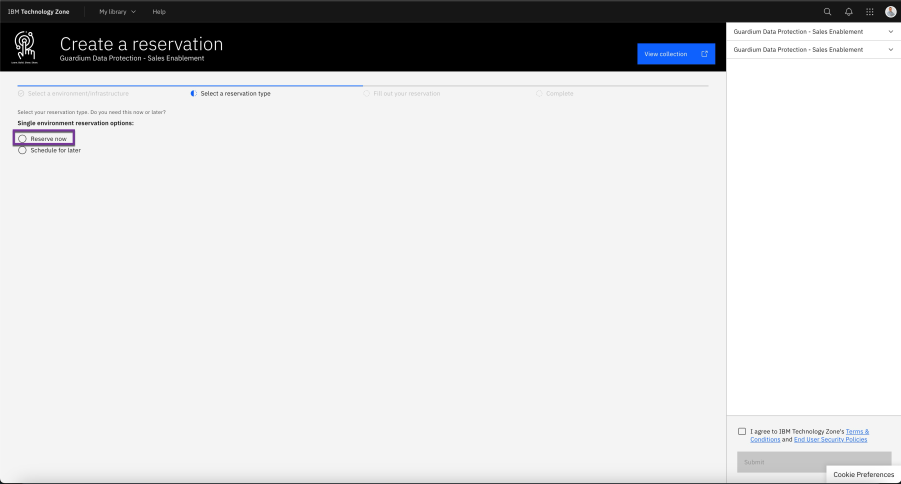 IBM Technology Zone
My library
Help
Create a reservation
Guardium Data Protection - Sales Enablement
View collection
Select a environment/infrastructure
Select a reservation type
Fill out your reservation
Complete
Select your reservation type. Do you need this now or later?
Single environment reservation options:
Reserve now
Schedule for later
Guardium Data Protection - Sales Enablement
Guardium Data Protection - Sales Enablement
I agree to IBM Technology Zone's Terms &
Conditions and End User Security Policies
Submit
Cookie Preferences